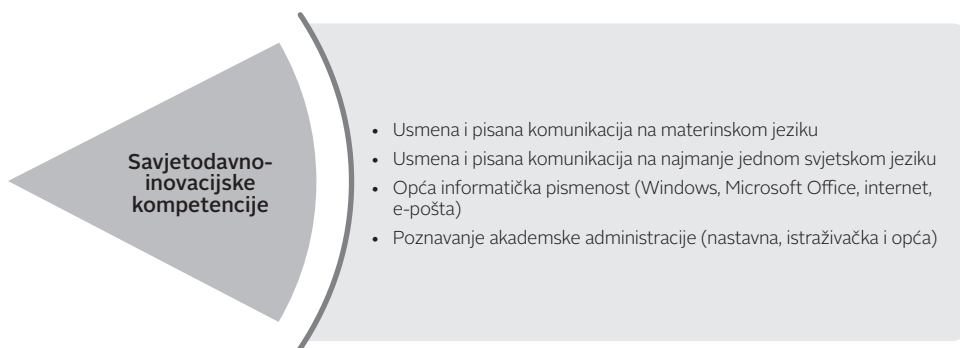 Savjetodavno-
inovacijske
kompetencije
• Usmena i pisana komunikacija na materinskom jeziku
• Usmena i pisana komunikacija na najmanje jednom svjetskom jeziku
• Opća informatička pismenost (Windows, Microsoft Office, internet,
e-pošta)
• Poznavanje akademske administracije (nastavna, istraživačka i opća)